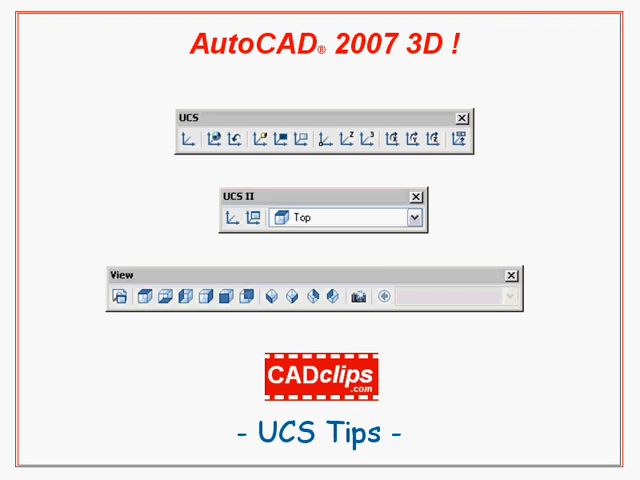 AutoCAD® 2007 3D !
UCS
UCS II
Top
View
CADclips
.com
- UCS Tips -